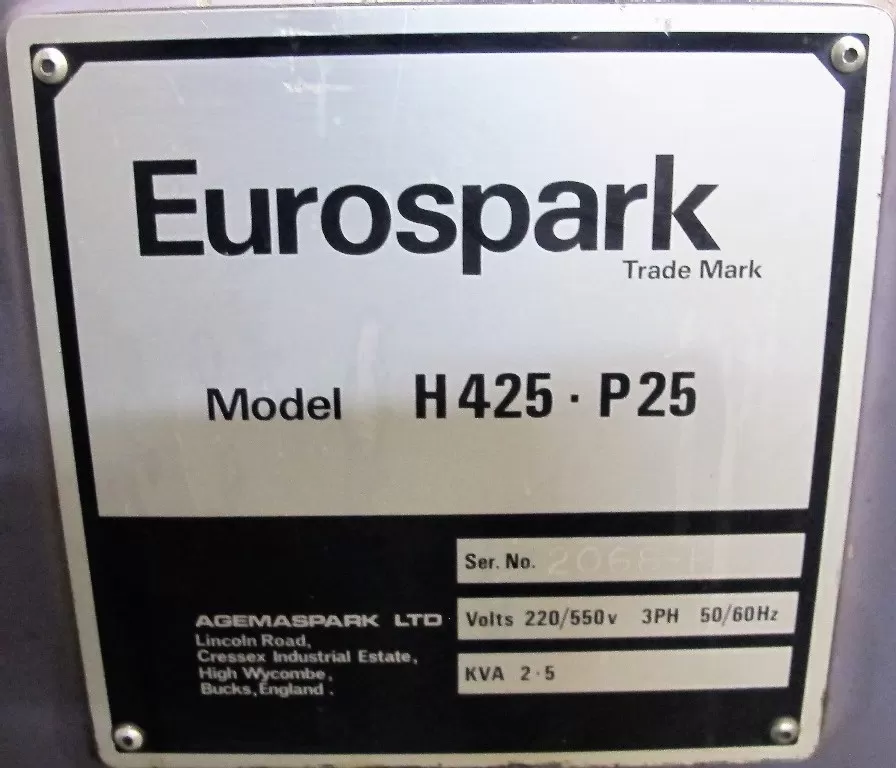 Eurospark
Trade Mark
Model H425 · P25
Ser. No.
AGEMASPARK LTD
Lincoln Road,
Cressex Industrial Estate,
High Wycombe,
Bucks, England.
Volts 220/550v 3PH 50/60Hz
KVA 2·5